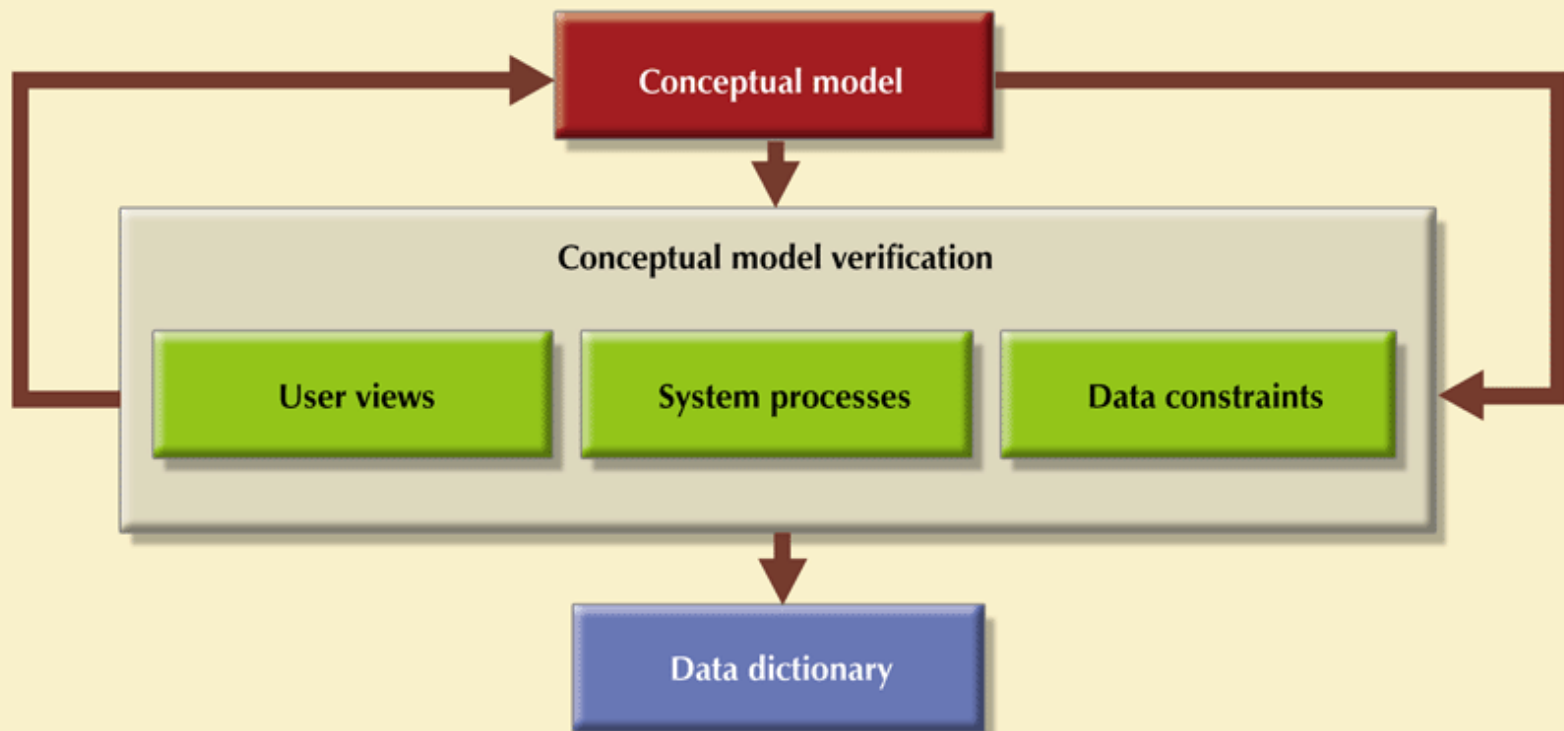 Conceptual model
Conceptual model verification
User views
System processes
Data constraints
Data dictionary